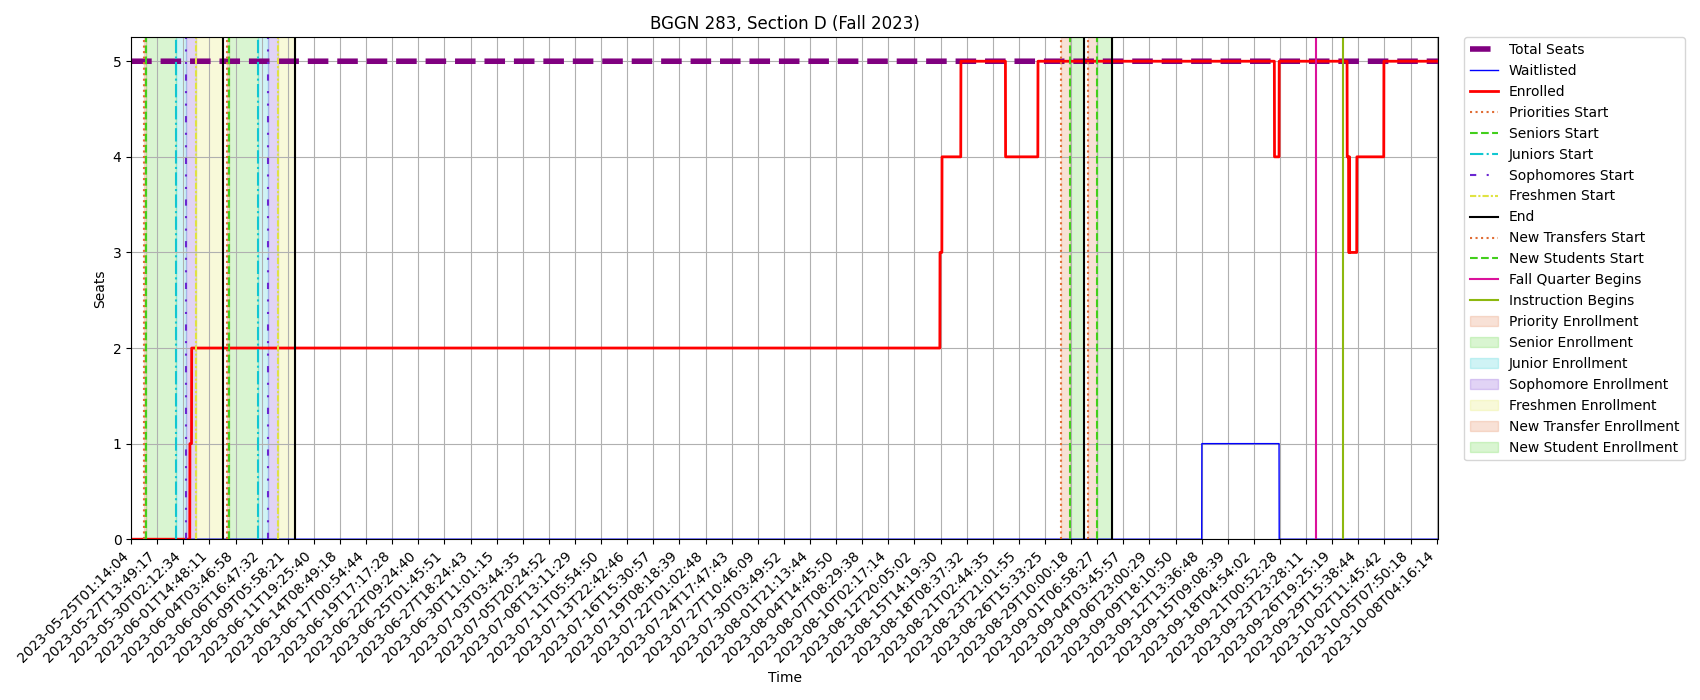 BGGN 283, Section D (Fall 2023)
Seats
5
4
3
2
1
0
2023-05-25T01:14:04
2023-05-27T13:49:17
2023-05-30T02:12:34
2023-06-01T14:48:11
2023-06-04T03:46:58
2023-06-06T16:47:32
2023-06-09T05:58:21
2023-06-11T19:25:40
2023-06-14T08:49:18
2023-06-17T00:54:44
2023-06-19T17:17:28
2023-06-22T09:24:40
2023-06-25T01:45:51
2023-06-27T18:24:43
2023-06-30T11:01:15
2023-07-03T03:44:35
2023-07-05T20:24:52
2023-07-08T13:11:29
2023-07-11T05:54:50
2023-07-13T22:42:46
2023-07-16T15:30:57
2023-07-19T08:18:39
2023-07-22T01:02:48
2023-07-24T17:47:43
2023-07-27T10:46:09
2023-07-30T03:49:52
2023-08-01T21:13:44
2023-08-04T14:45:50
2023-08-07T08:29:38
2023-08-10T02:17:14
2023-08-12T20:05:02
2023-08-15T14:19:30
2023-08-18T08:37:32
2023-08-21T02:44:35
2023-08-23T21:01:55
2023-08-26T15:33:25
2023-08-29T10:00:18
2023-09-01T06:58:27
2023-09-04T03:45:57
2023-09-06T23:00:29
2023-09-09T18:10:50
2023-09-12T13:36:48
2023-09-15T09:08:39
2023-09-18T04:54:02
2023-09-21T00:52:28
2023-09-23T23:28:11
2023-09-26T19:25:19
2023-09-29T15:38:44
2023-10-02T11:45:42
2023-10-05T07:50:18
2023-10-08T04:16:14
Time
Total Seats
Waitlisted
Enrolled
Priorities Start
Seniors Start
Juniors Start
Sophomores Start
Freshmen Start
End
New Transfers Start
New Students Start
Fall Quarter Begins
Instruction Begins
Priority Enrollment
Senior Enrollment
Junior Enrollment
Sophomore Enrollment
Freshmen Enrollment
New Transfer Enrollment
New Student Enrollment